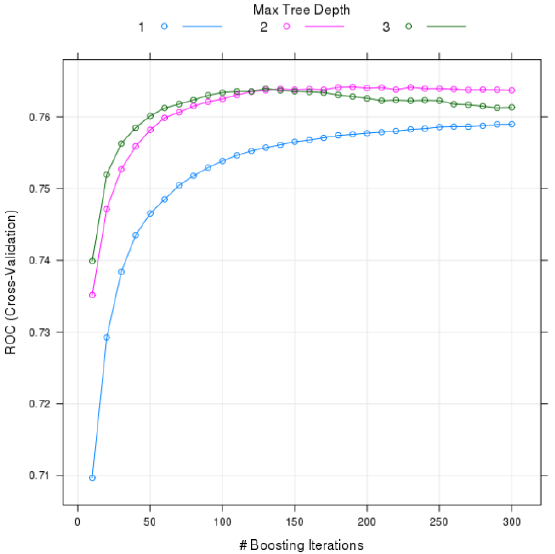 Max Tree Depth
1 2 3
0.76
0.75
0.74
0.73
0.72
0.71
ROC (Cross-Validation)
0 50 100 150 200 250 300
# Boosting Iterations